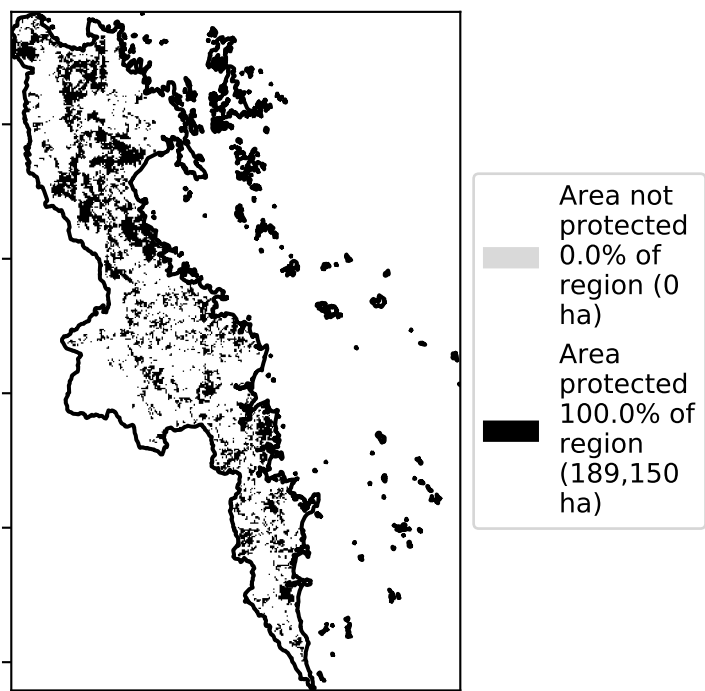 Area not
protected
0.0% of
region (0
ha)
Area
protected
100.0% of
region
(189,150
ha)